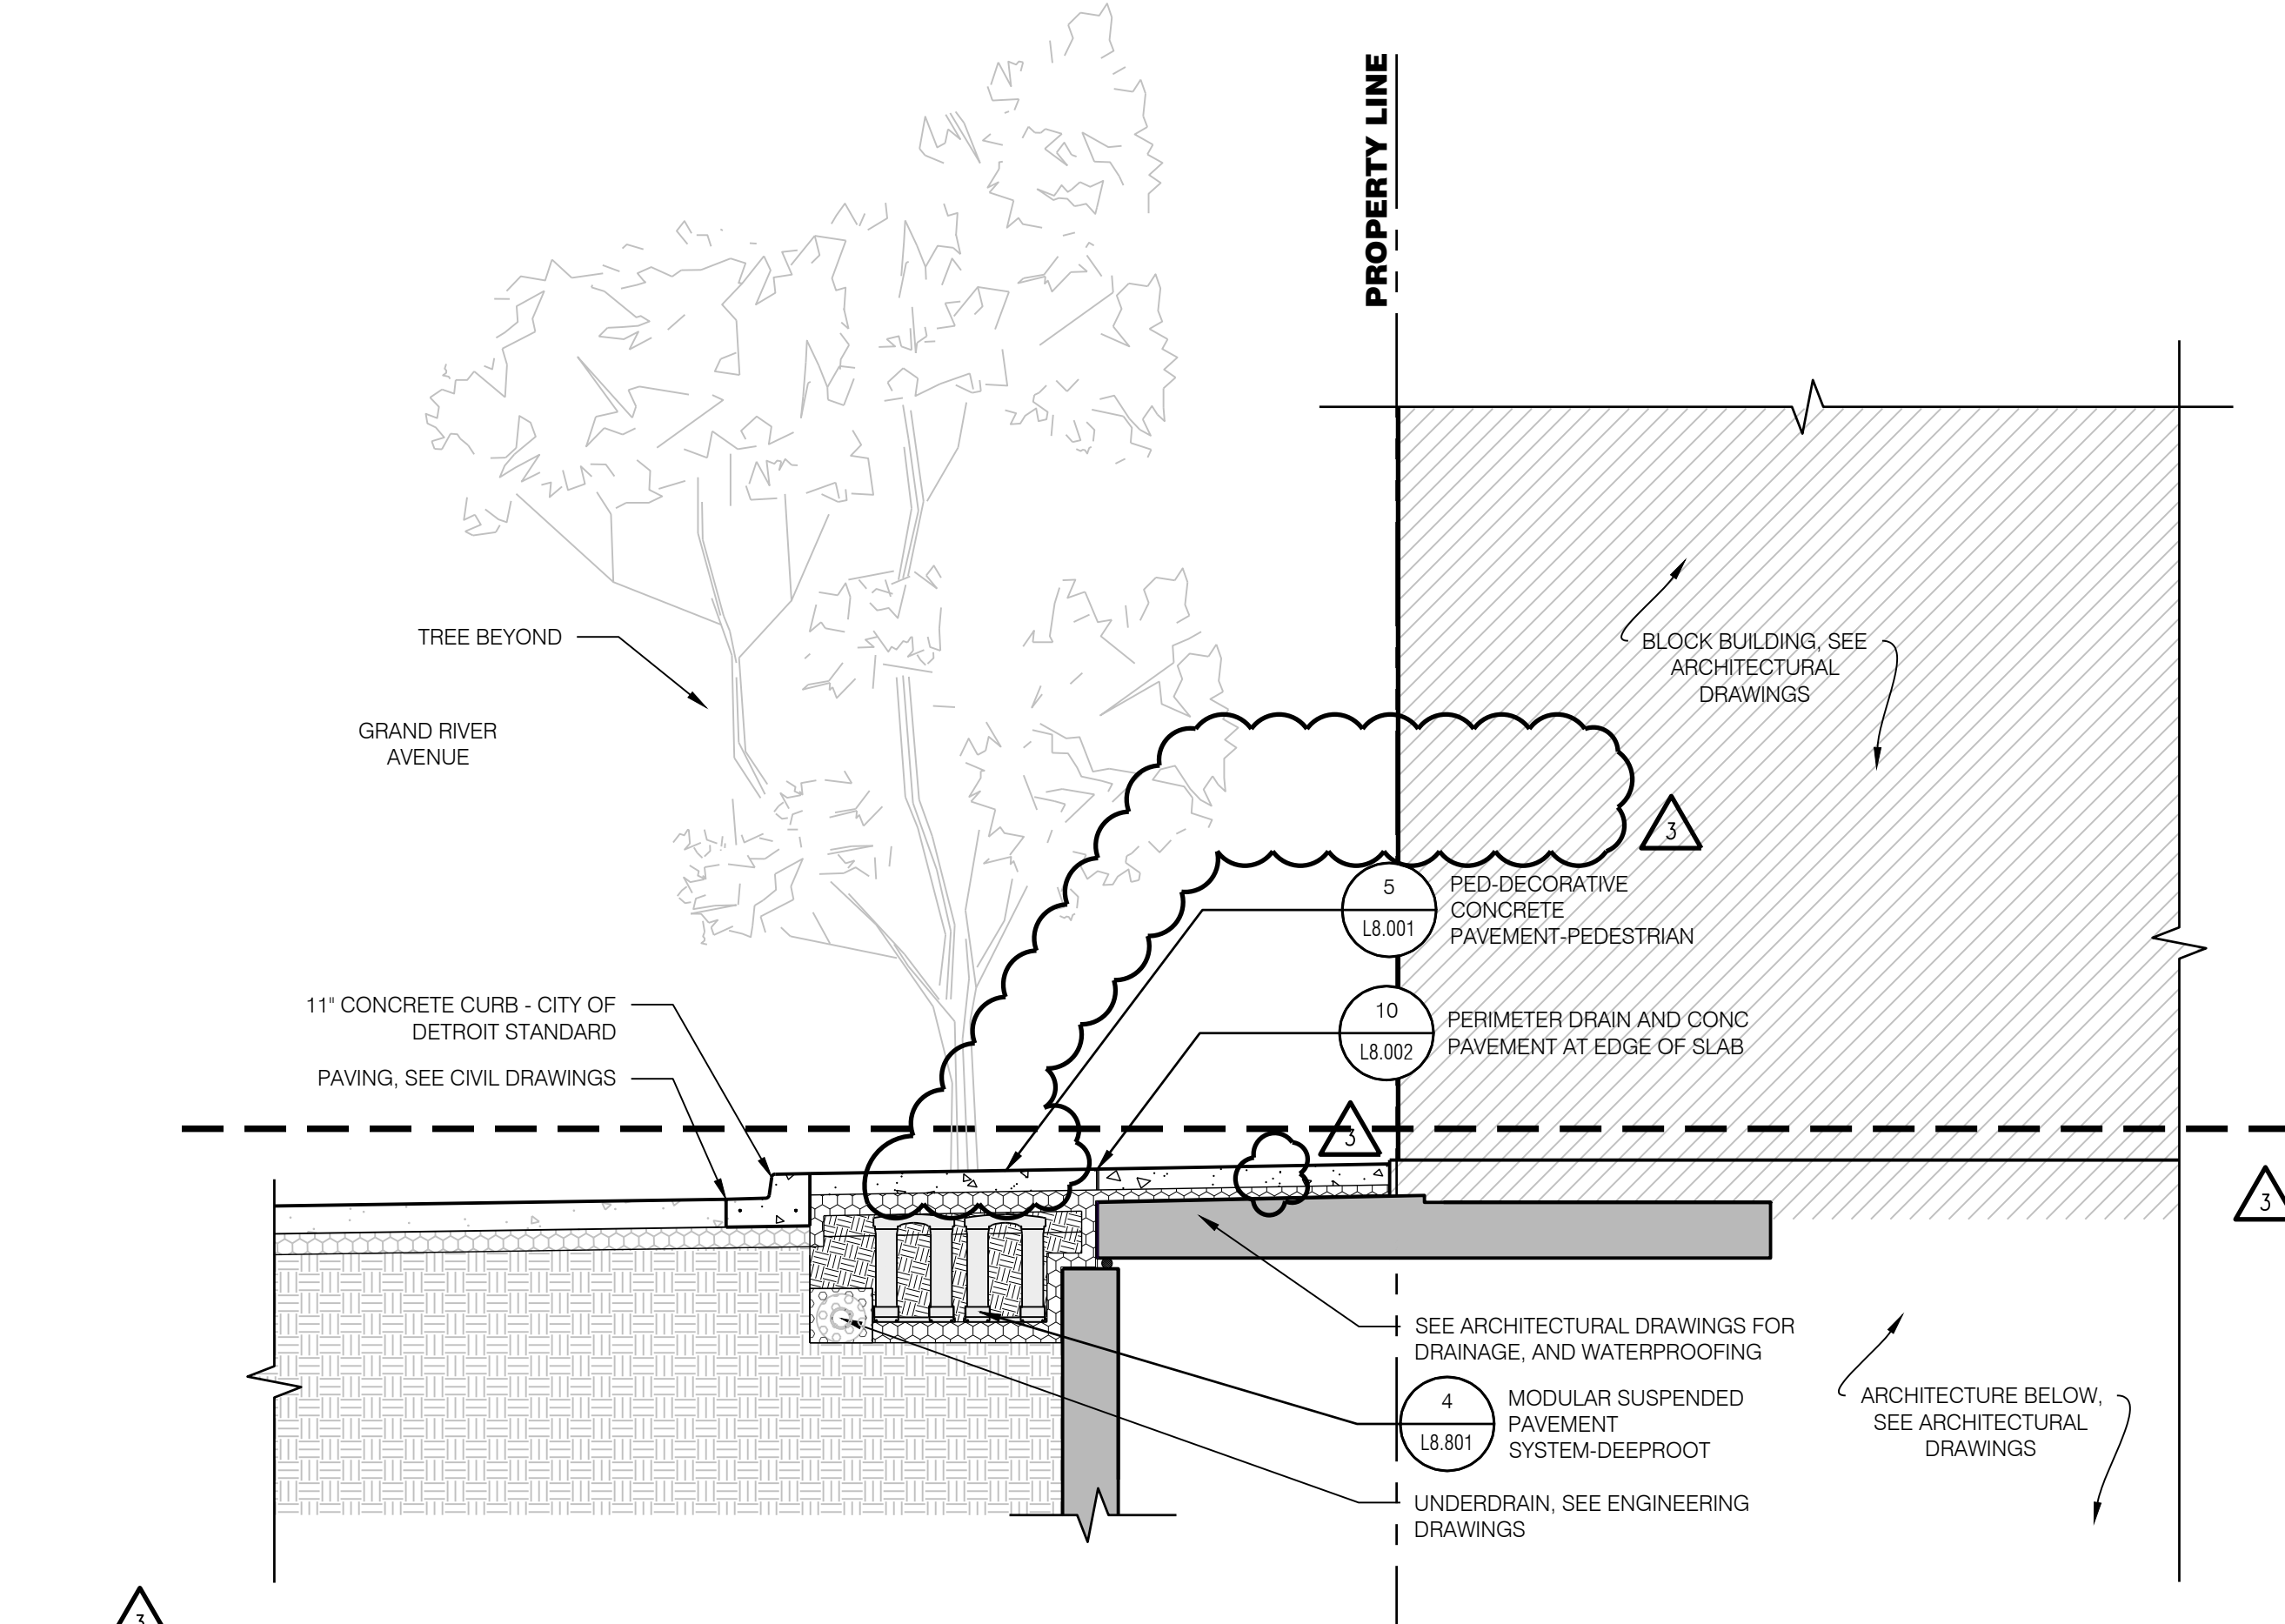 PROPERTY LINE
TREE BEYOND
GRAND RIVER
AVENUE
BLOCK BUILDING, SEE
ARCHITECTURAL
DRAWINGS
3
5
L8.001
PED-DECORATIVE
CONCRETE
PAVEMENT-PEDESTRIAN
11" CONCRETE CURB - CITY OF
DETROIT STANDARD
10
L8.002
PERIMETER DRAIN AND CONC
PAVEMENT AT EDGE OF SLAB
PAVING, SEE CIVIL DRAWINGS
3
3
SEE ARCHITECTURAL DRAWINGS FOR
DRAINAGE, AND WATERPROOFING
4
L8.801
MODULAR SUSPENDED
PAVEMENT
SYSTEM-DEEPROOT
ARCHITECTURE BELOW,
SEE ARCHITECTURAL
DRAWINGS
UNDERDRAIN, SEE ENGINEERING
DRAWINGS
3